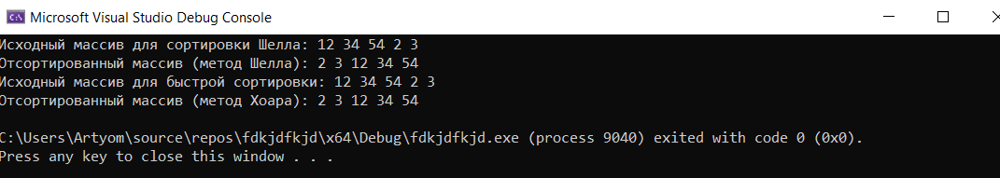 Microsoft Visual Studio Debug Console
Исходный массив для сортировки Шелла: 12 34 54 2 3
Отсортированный массив (метод Шелла): 2 3 12 34 54
Исходный массив для быстрой сортировки: 12 34 54 2 3
Отсортированный массив (метод Хоара): 2 3 12 34 54
C:\Users\Artyom\source\repos\fdkjdfkjd\x64\Debug\fdkjdfkjd.exe (process 9040) exited with code 0 (0x0).
Press any key to close this window . . .